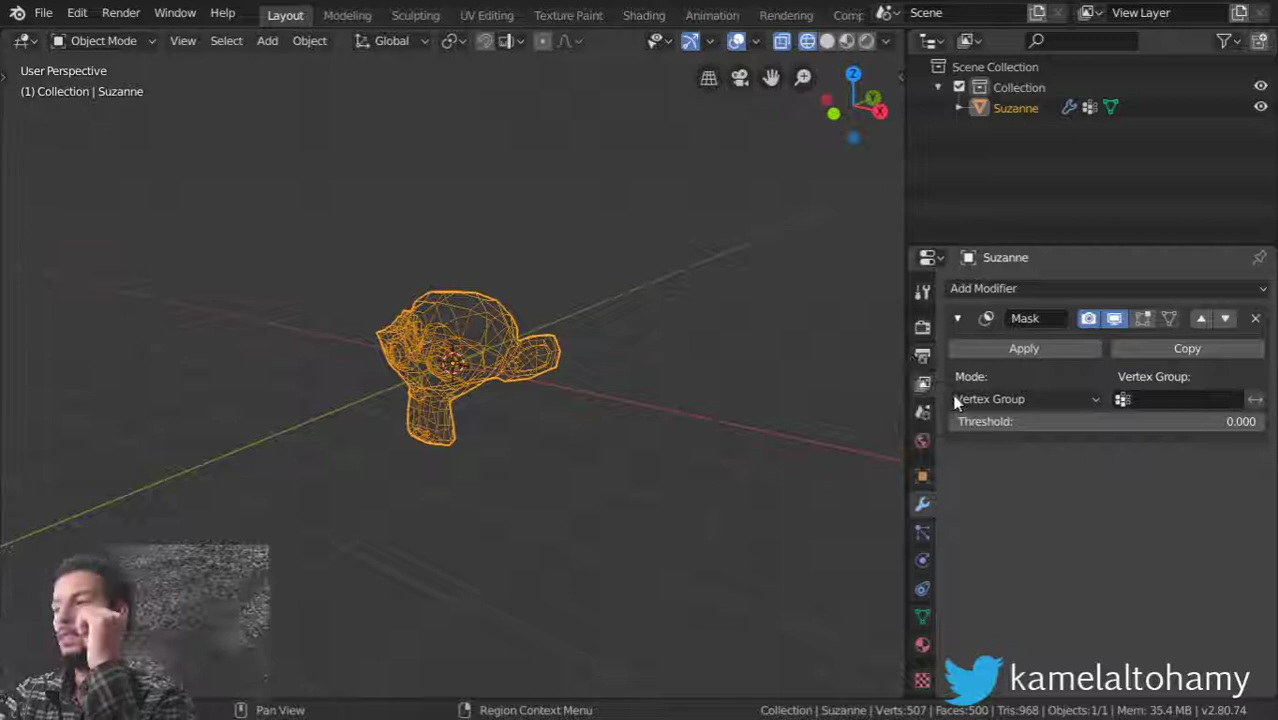 File Edit Render Window Help Layout Modeling Sculpting UV Editing Texture Paint Shading Animation Rendering Comp Scene View Layer
Object Mode View Select Add Object Global
User Perspective
(1) Collection | Suzanne
Z
Y
X
Scene Collection
Collection
Suzanne
Suzanne
Add Modifier
Mask
Apply Copy
Mode: Vertex Group:
Vertex Group
Threshold: 0.000
kamelaltohamy
Pan View Region Context Menu Collection | Suzanne | Verts:507 | Faces:500 | Tris:968 | Objects:1/1 | Mem: 35.4 MB | v2.80.74